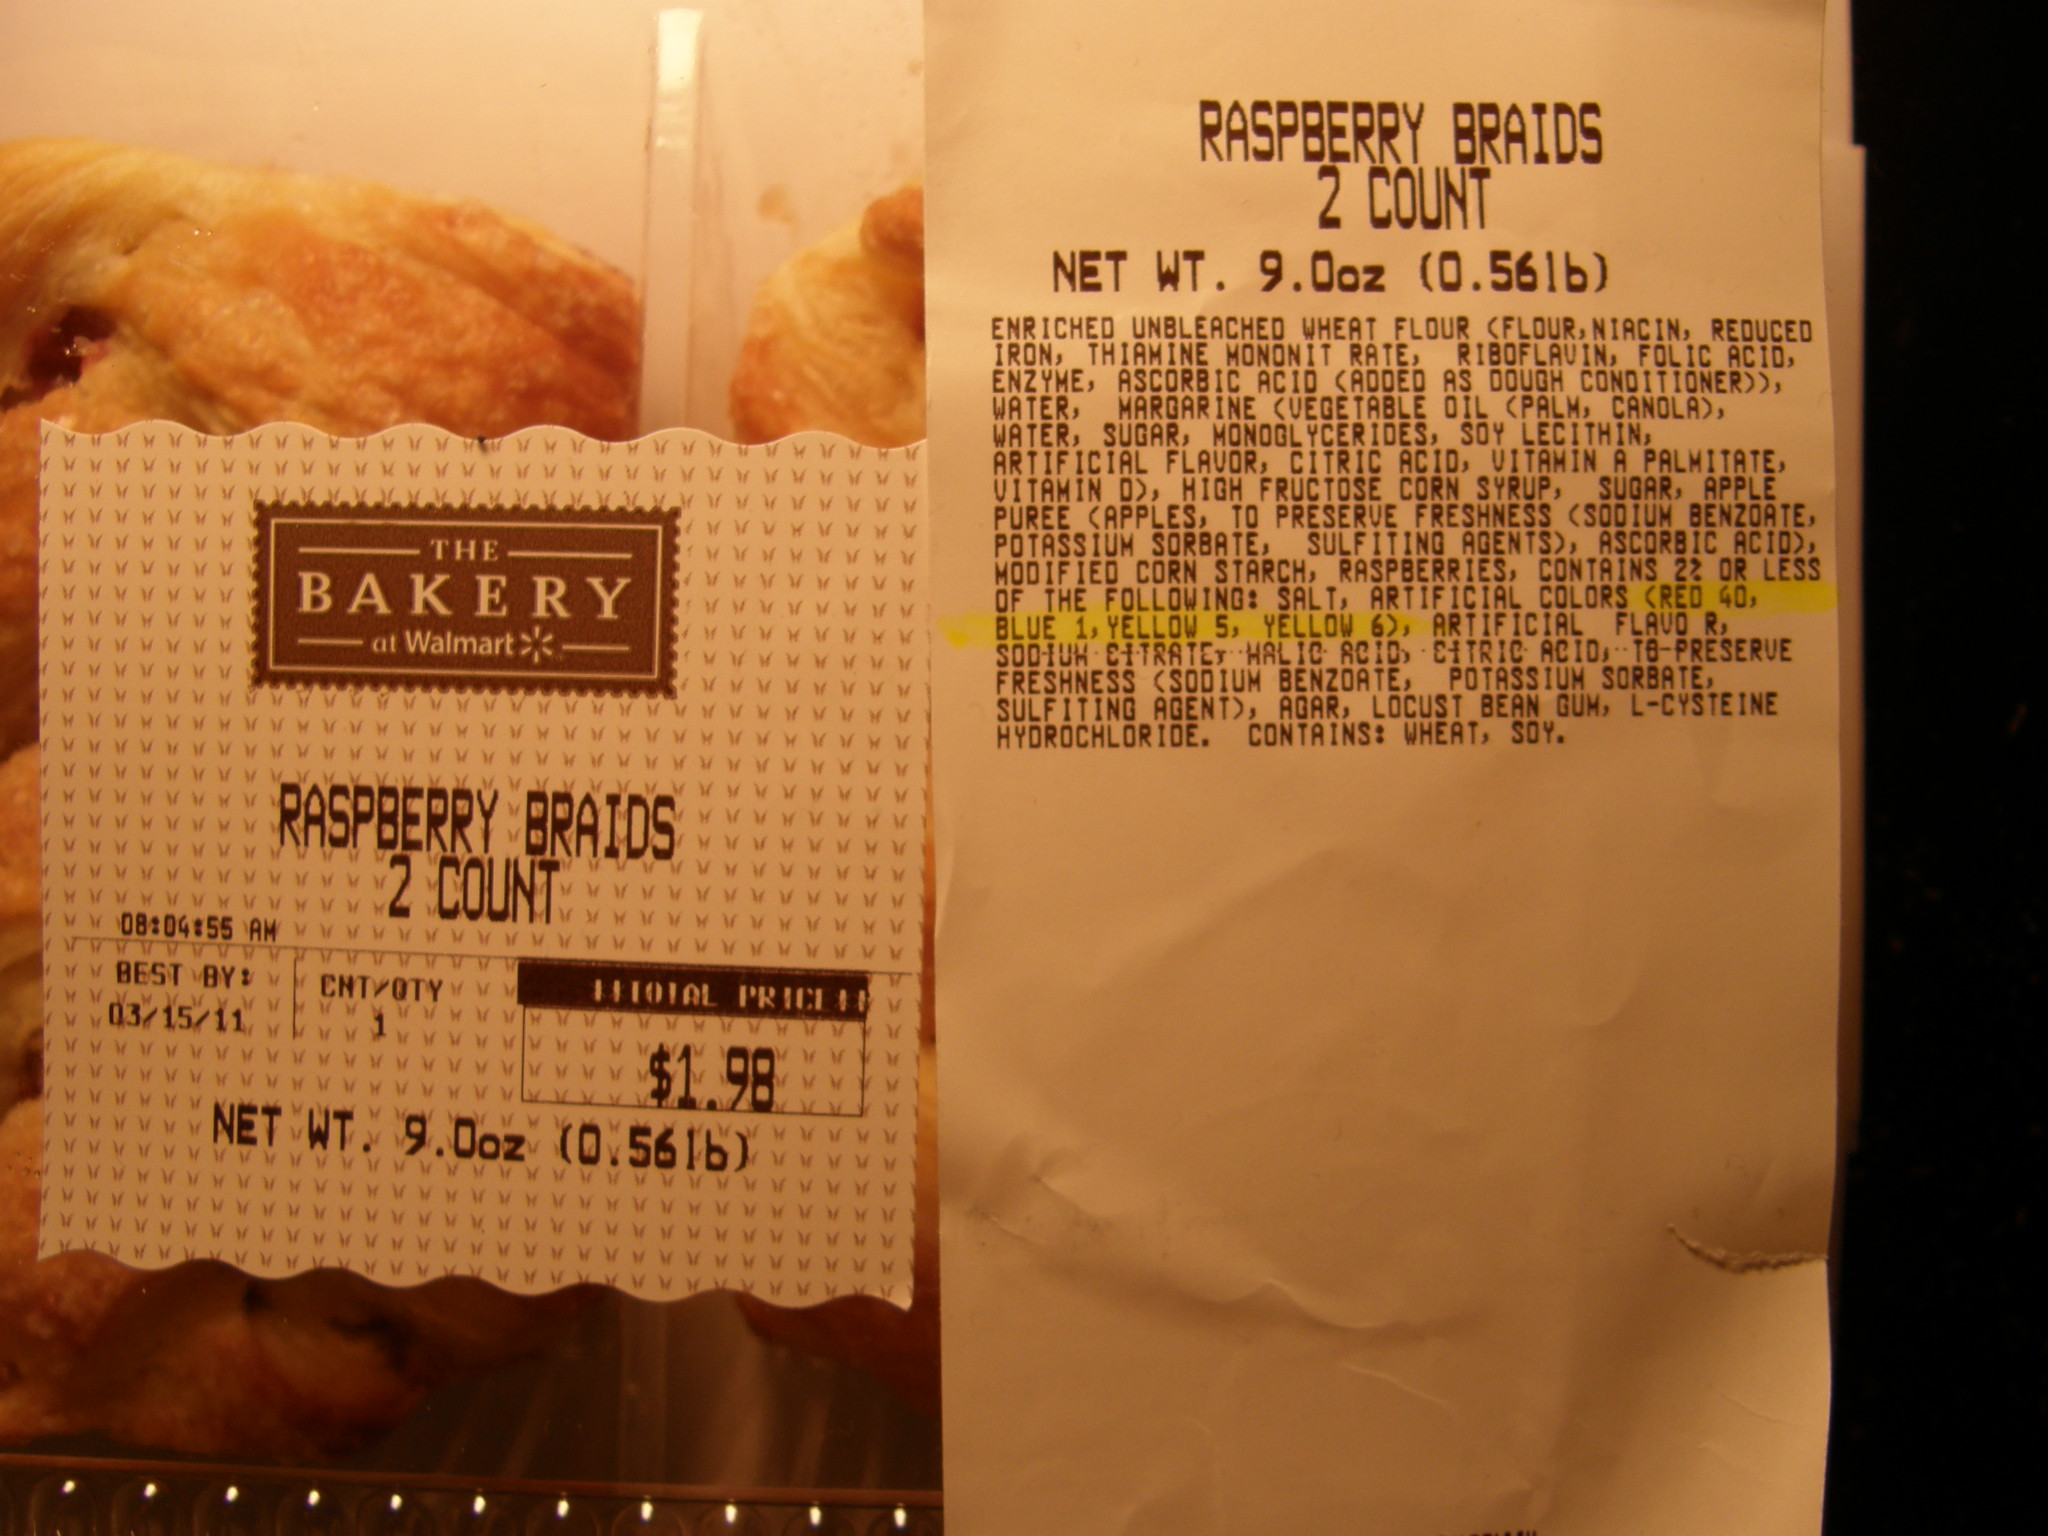 THE
BAKERY
at Walmart
RASPBERRY BRAIDS
2 COUNT
08:04:55 AM
BEST BY:
03/15/11
CNT/QTY
1
!!TOTAL PRICE!!
$1.98
NET WT. 9.0oz (0.56lb)
RASPBERRY BRAIDS
2 COUNT
NET WT. 9.0oz (0.56lb)
ENRICHED UNBLEACHED WHEAT FLOUR (FLOUR,NIACIN, REDUCED
IRON, THIAMINE MONONIT RATE, RIBOFLAVIN, FOLIC ACID,
ENZYME, ASCORBIC ACID (ADDED AS DOUGH CONDITIONER)),
WATER, MARGARINE (VEGETABLE OIL (PALM, CANOLA),
WATER, SUGAR, MONOGLYCERIDES, SOY LECITHIN,
ARTIFICIAL FLAVOR, CITRIC ACID, VITAMIN A PALMITATE,
VITAMIN D), HIGH FRUCTOSE CORN SYRUP, SUGAR, APPLE
PUREE (APPLES, TO PRESERVE FRESHNESS (SODIUM BENZOATE,
POTASSIUM SORBATE, SULFITING AGENTS), ASCORBIC ACID),
MODIFIED CORN STARCH, RASPBERRIES, CONTAINS 2% OR LESS
OF THE FOLLOWING: SALT, ARTIFICIAL COLORS (RED 40,
BLUE 1,YELLOW 5, YELLOW 6), ARTIFICIAL FLAVO R,
SODIUM CITRATE, MALIC ACID, CITRIC ACID, TO PRESERVE
FRESHNESS (SODIUM BENZOATE, POTASSIUM SORBATE,
SULFITING AGENT), AGAR, LOCUST BEAN GUM, L-CYSTEINE
HYDROCHLORIDE. CONTAINS: WHEAT, SOY.